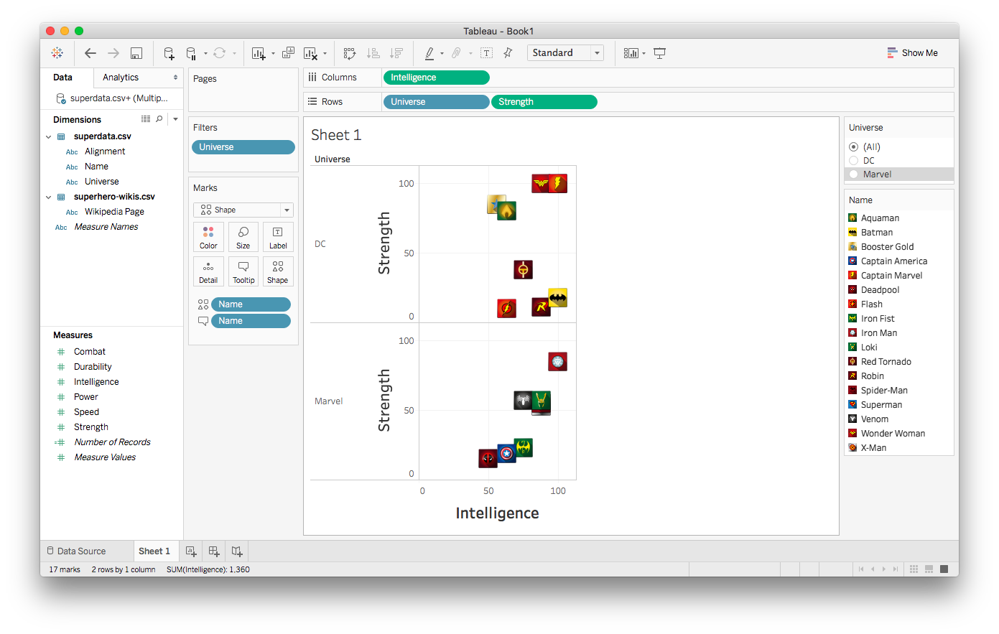 Tableau - Book1
Standard
Show Me
Data
Analytics
superdata.csv+ (Multip...
Dimensions
superdata.csv
Abc Alignment
Abc Name
Abc Universe
superhero-wikis.csv
Abc Wikipedia Page
Abc Measure Names
Measures
Combat
Durability
Intelligence
Power
Speed
Strength
Number of Records
Measure Values
Pages
Filters
Universe
Marks
Shape
Color
Size
Label
Detail
Tooltip
Shape
Name
Name
Columns
Intelligence
Rows
Universe
Strength
Sheet 1
Universe
DC
Strength
100
50
0
Marvel
Strength
100
50
0
0
50
100
Intelligence
Universe
(All)
DC
Marvel
Name
Aquaman
Batman
Booster Gold
Captain America
Captain Marvel
Deadpool
Flash
Iron Fist
Iron Man
Loki
Red Tornado
Robin
Spider-Man
Superman
Venom
Wonder Woman
X-Man
Data Source
Sheet 1
17 marks
2 rows by 1 column
SUM(Intelligence): 1,360